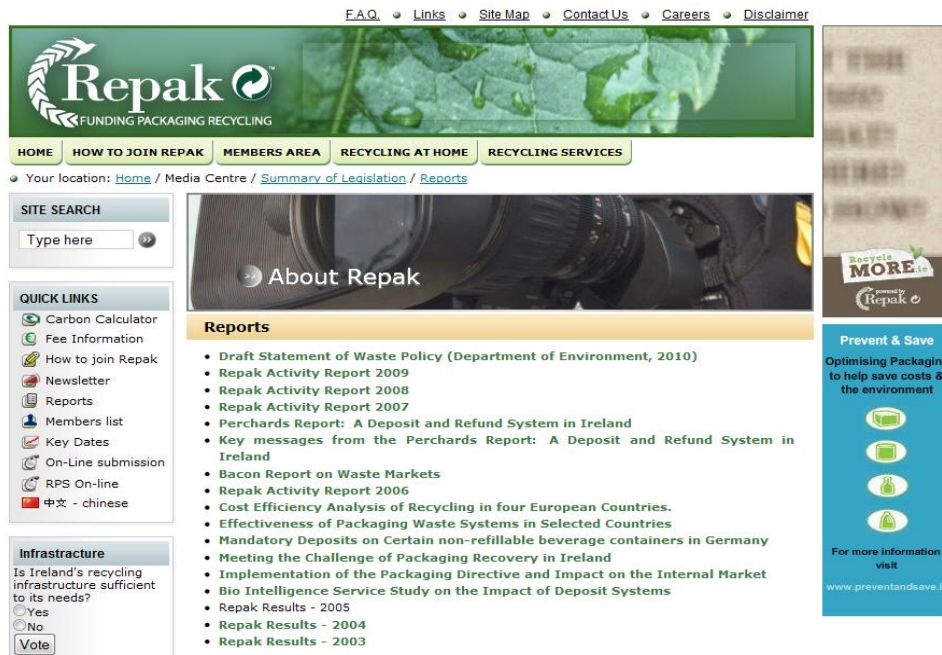 F.A.Q. Links Site Map Contact Us Careers Disclaimer
Repak ™
FUNDING PACKAGING RECYCLING
HOME HOW TO JOIN REPAK MEMBERS AREA RECYCLING AT HOME RECYCLING SERVICES
Your location: Home / Media Centre / Summary of Legislation / Reports
SITE SEARCH
Type here
QUICK LINKS
Carbon Calculator
Fee Information
How to join Repak
Newsletter
Reports
Members list
Key Dates
On-Line submission
RPS On-line
中文 - chinese
Infrastracture
Is Ireland's recycling
infrastructure sufficient
to its needs?
Yes
No
Vote
About Repak
Reports
• Draft Statement of Waste Policy (Department of Environment, 2010)
• Repak Activity Report 2009
• Repak Activity Report 2008
• Repak Activity Report 2007
• Perchards Report: A Deposit and Refund System in Ireland
• Key messages from the Perchards Report: A Deposit and Refund System in
Ireland
• Bacon Report on Waste Markets
• Repak Activity Report 2006
• Cost Efficiency Analysis of Recycling in four European Countries.
• Effectiveness of Packaging Waste Systems in Selected Countries
• Mandatory Deposits on Certain non-refillable beverage containers in Germany
• Meeting the Challenge of Packaging Recovery in Ireland
• Implementation of the Packaging Directive and Impact on the Internal Market
• Bio Intelligence Service Study on the Impact of Deposit Systems
• Repak Results - 2005
• Repak Results - 2004
• Repak Results - 2003
Recycle
MORE.ie
powered by
Repak
Prevent & Save
Optimising Packagin
to help save costs &
the environment
For more information
visit
www.preventandsave.i